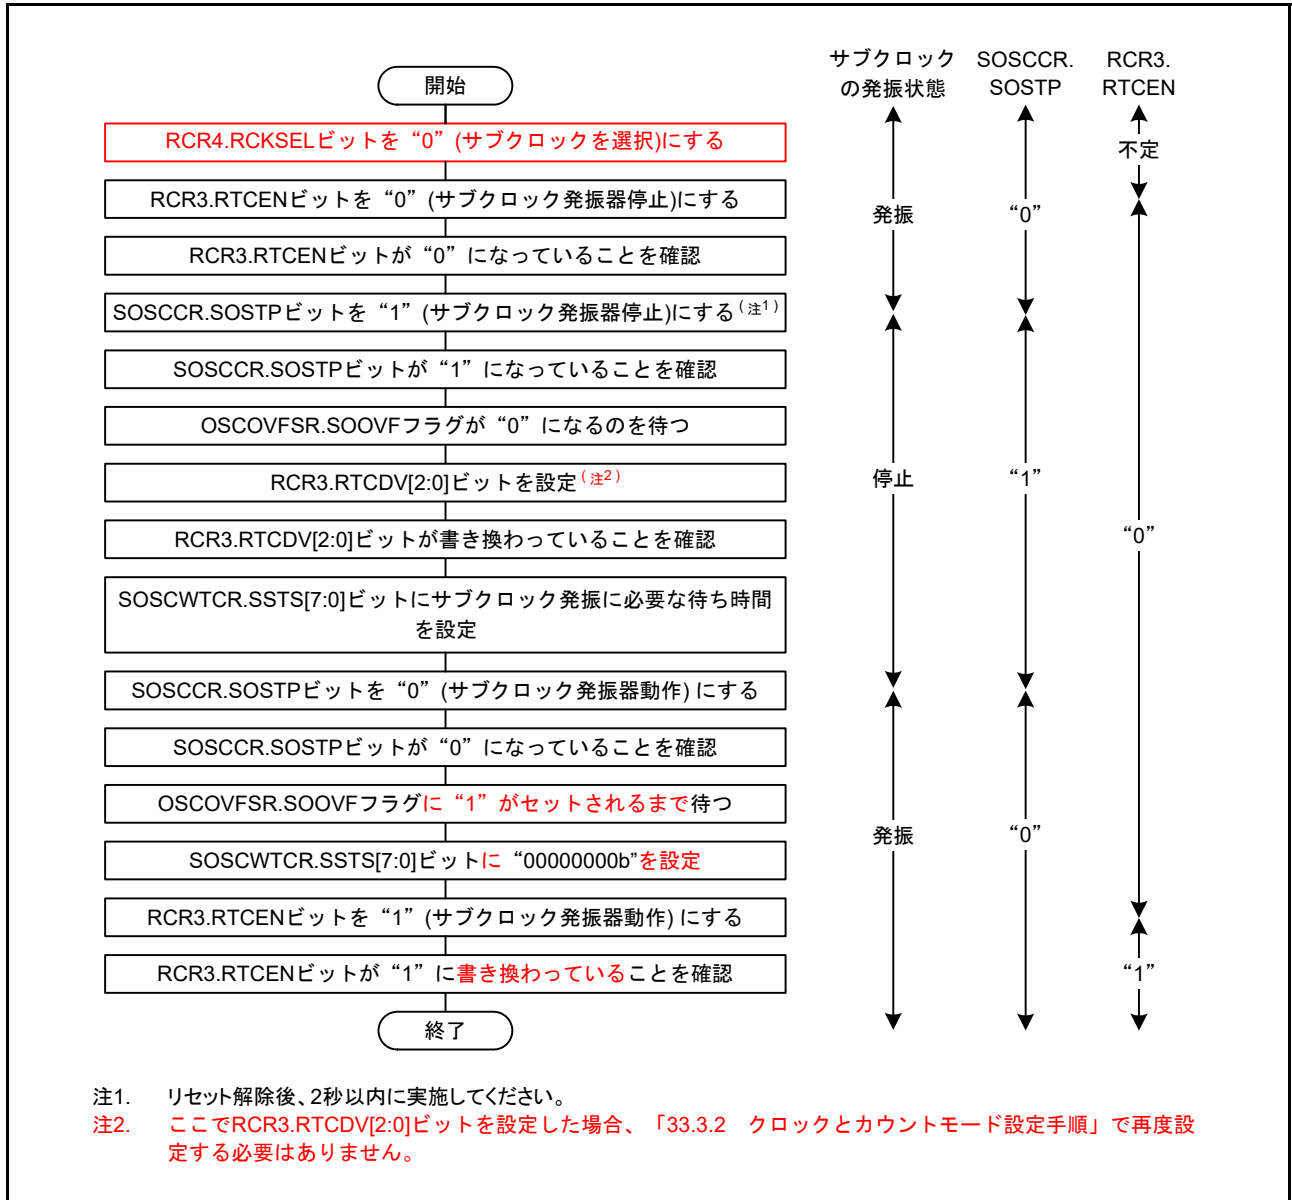 サブクロック
の発振状態
SOSCCR.
SOSTP
RCR3.
RTCEN
開始
RCR4.RCKSELビットを“0”(サブクロックを選択)にする
不定
RCR3.RTCENビットを“0”(サブクロック発振器停止)にする
発振
“0”
RCR3.RTCENビットが“0”になっていることを確認
SOSCCR.SOSTPビットを“1”(サブクロック発振器停止)にする(注1)
SOSCCR.SOSTPビットが“1”になっていることを確認
OSCOVFSR.SOOVFフラグが“0”になるのを待つ
RCR3.RTCDV[2:0]ビットを設定(注2)
停止
“1”
RCR3.RTCDV[2:0]ビットが書き換わっていることを確認
“0”
SOSCWTCR.SSTS[7:0]ビットにサブクロック発振に必要な待ち時間
を設定
SOSCCR.SOSTPビットを“0”(サブクロック発振器動作)にする
SOSCCR.SOSTPビットが“0”になっていることを確認
OSCOVFSR.SOOVFフラグに“1”がセットされるまで待つ
発振
“0”
SOSCWTCR.SSTS[7:0]ビットに“00000000b”を設定
RCR3.RTCENビットを“1”(サブクロック発振器動作)にする
RCR3.RTCENビットが“1”に書き換わっていることを確認
“1”
終了
注1. リセット解除後、2秒以内に実施してください。
注2. ここでRCR3.RTCDV[2:0]ビットを設定した場合、「33.3.2 クロックとカウントモード設定手順」で再度設
定する必要はありません。